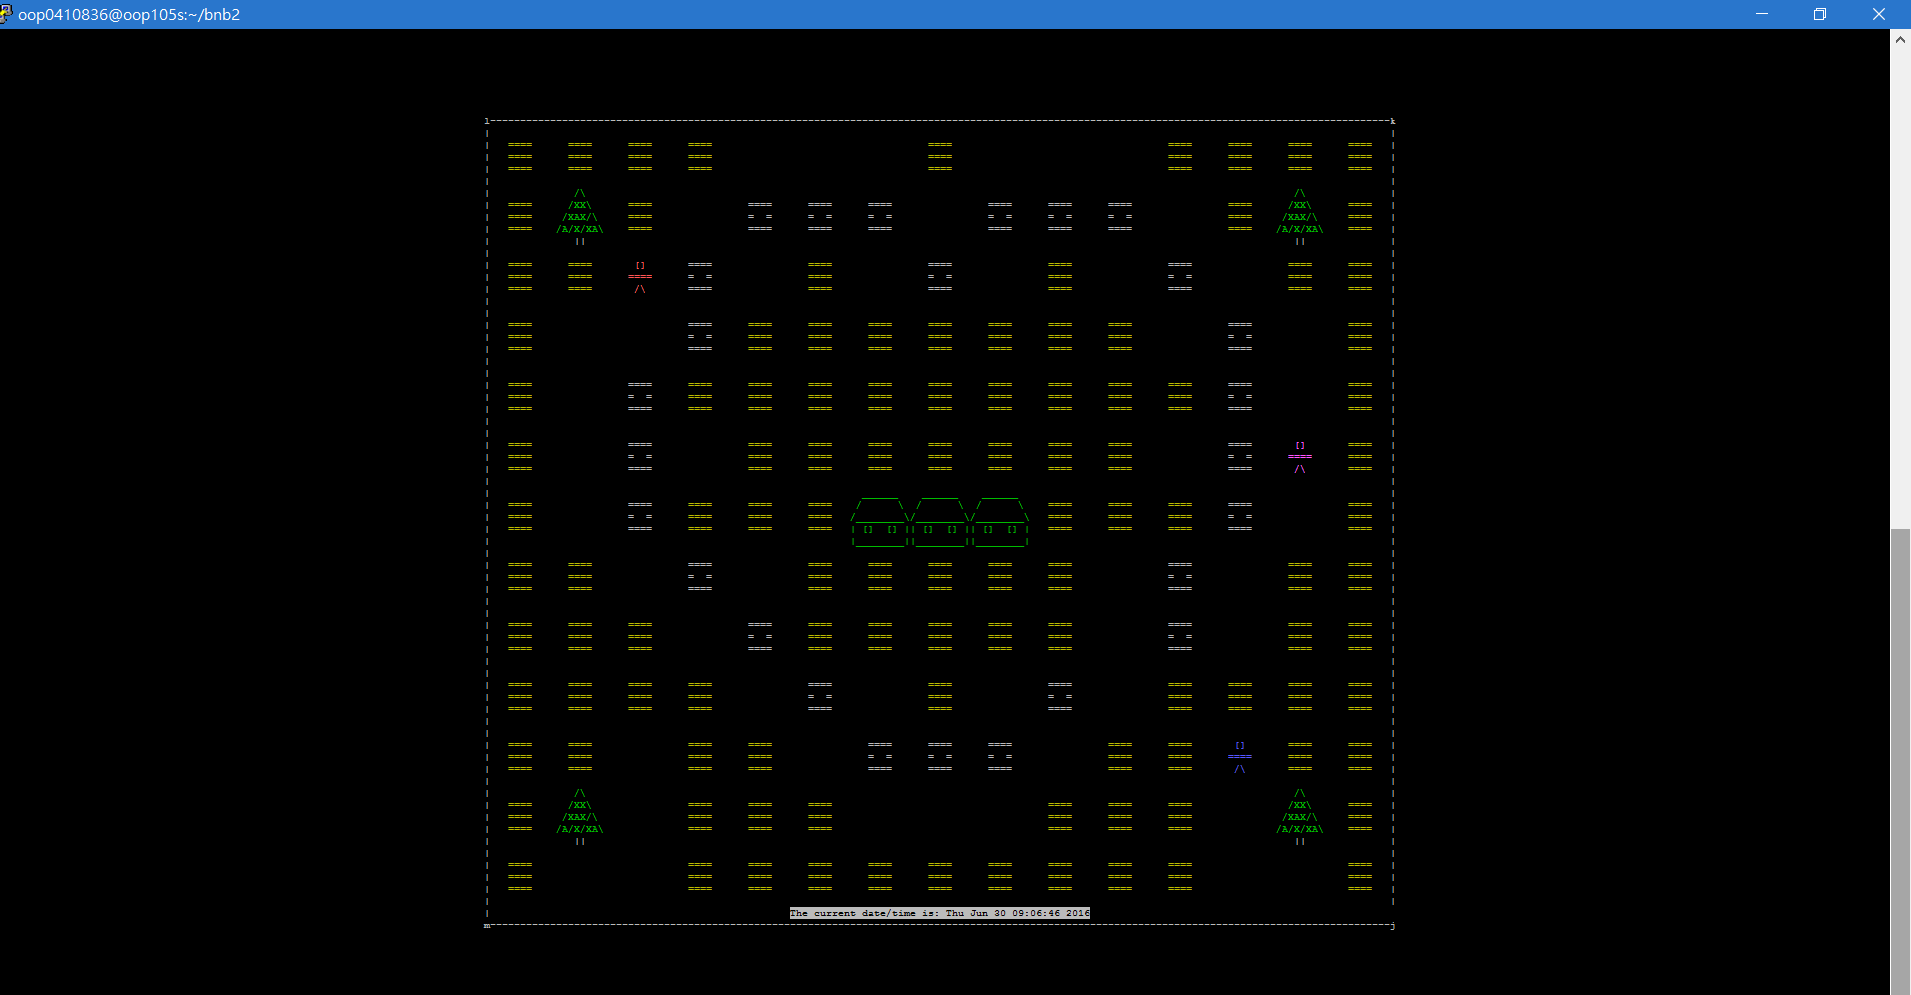 oop0410836@oop105s:~/bnb2
The current date/time is: Thu Jun 30 09:06:46 2016